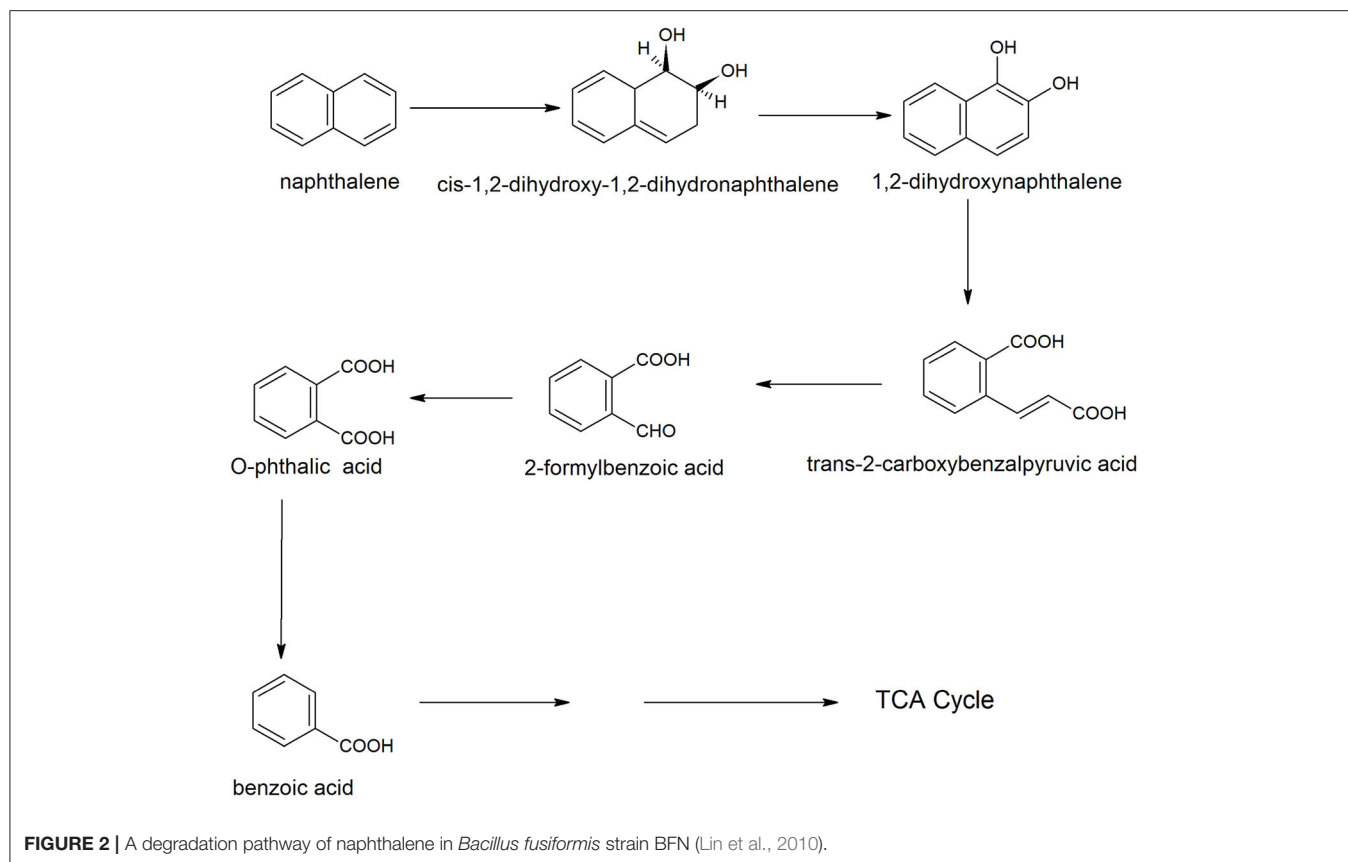 OH
H
OH
H
OH
OH
naphthalene
cis-1,2-dihydroxy-1,2-dihydronaphthalene
1,2-dihydroxynaphthalene
COOH
COOH
O-phthalic acid
COOH
CHO
2-formylbenzoic acid
COOH
COOH
trans-2-carboxybenzalpyruvic acid
COOH
benzoic acid
TCA Cycle
FIGURE 2 | A degradation pathway of naphthalene in Bacillus fusiformis strain BFN (Lin et al., 2010).